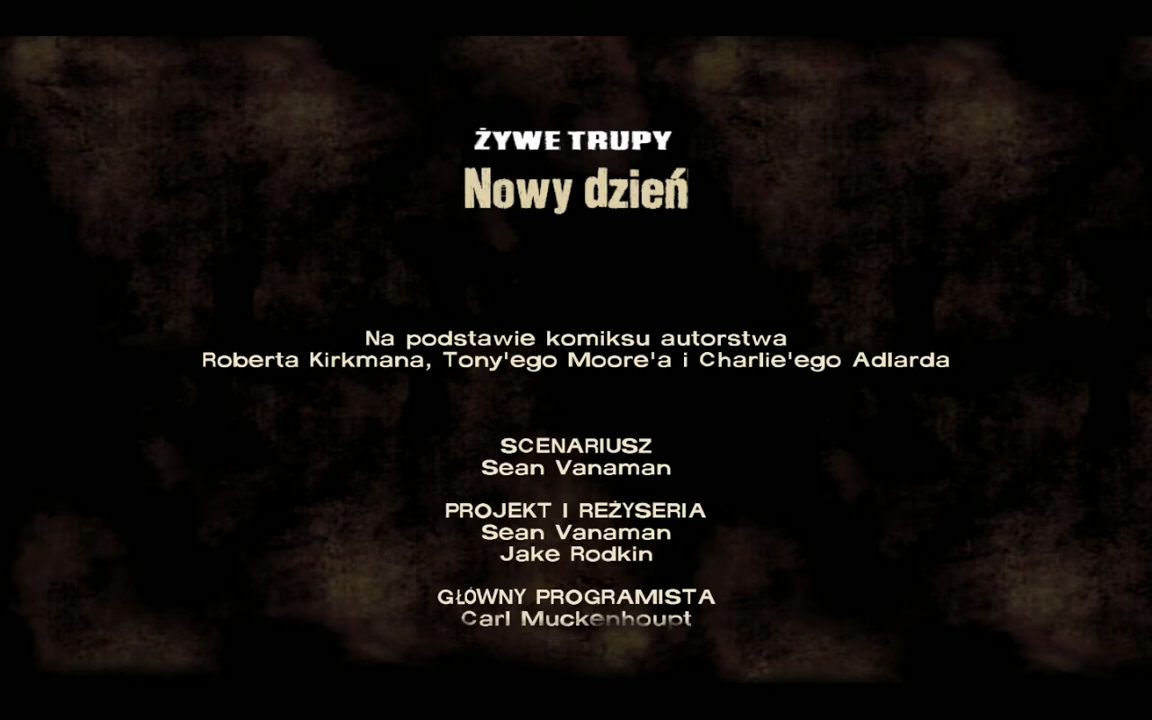 ŻYWE TRUPY
Nowy dzień
Na podstawie komiksu autorstwa
Roberta Kirkmana, Tony'ego Moore'a i Charlie'ego Adlarda
SCENARIUSZ
Sean Vanaman
PROJEKT I REŻYSERIA
Sean Vanaman
Jake Rodkin
GŁÓWNY PROGRAMISTA
Carl Muckenhoupt